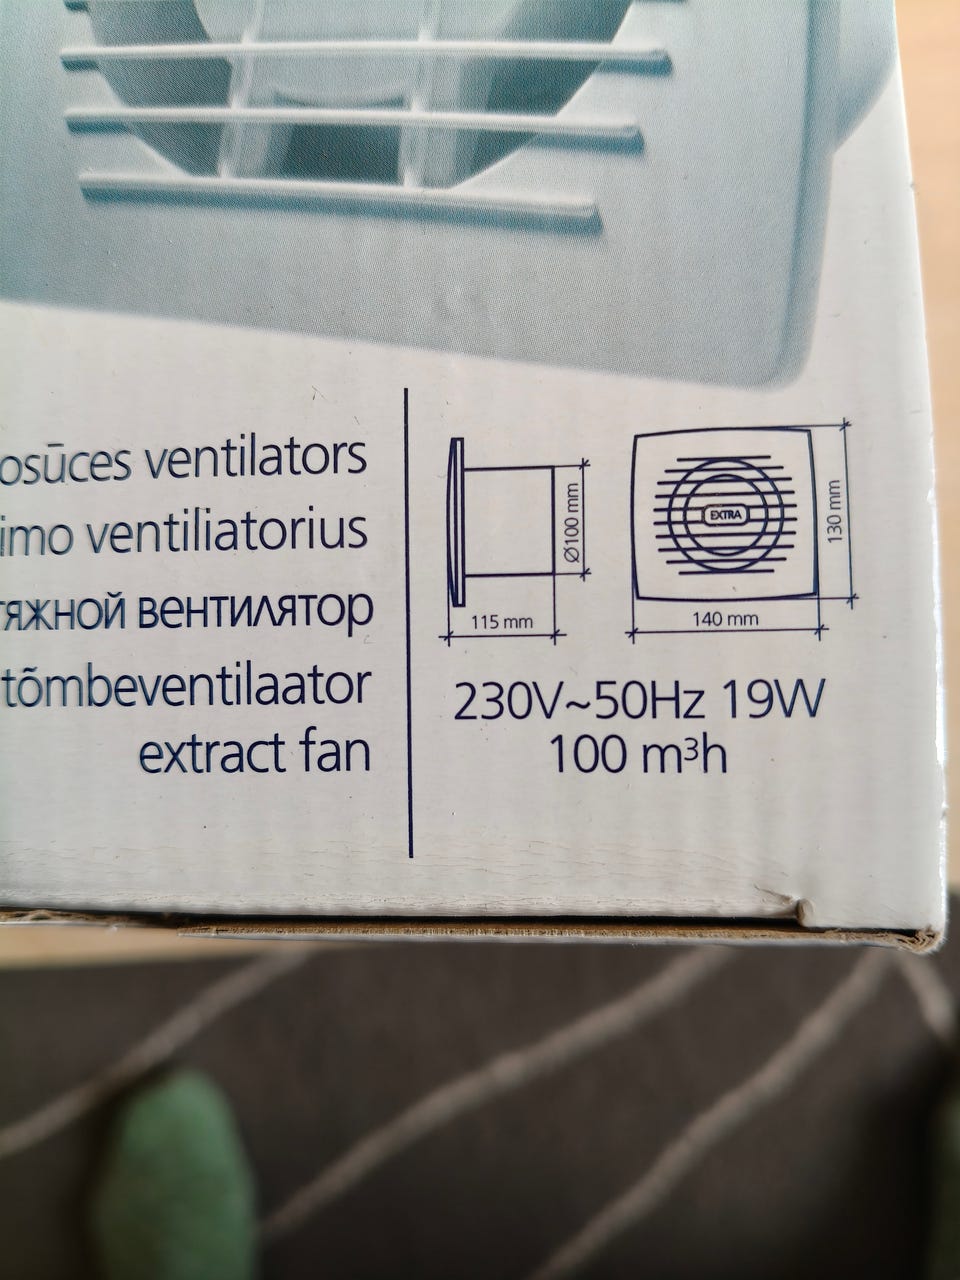 osūces ventilators
imo ventiliatorius
тяжной вентилятор
tõmbeventilaator
extract fan
Ø100 mm
115 mm
EXTRA
130 mm
140 mm
230V~50Hz 19W
100 m³h